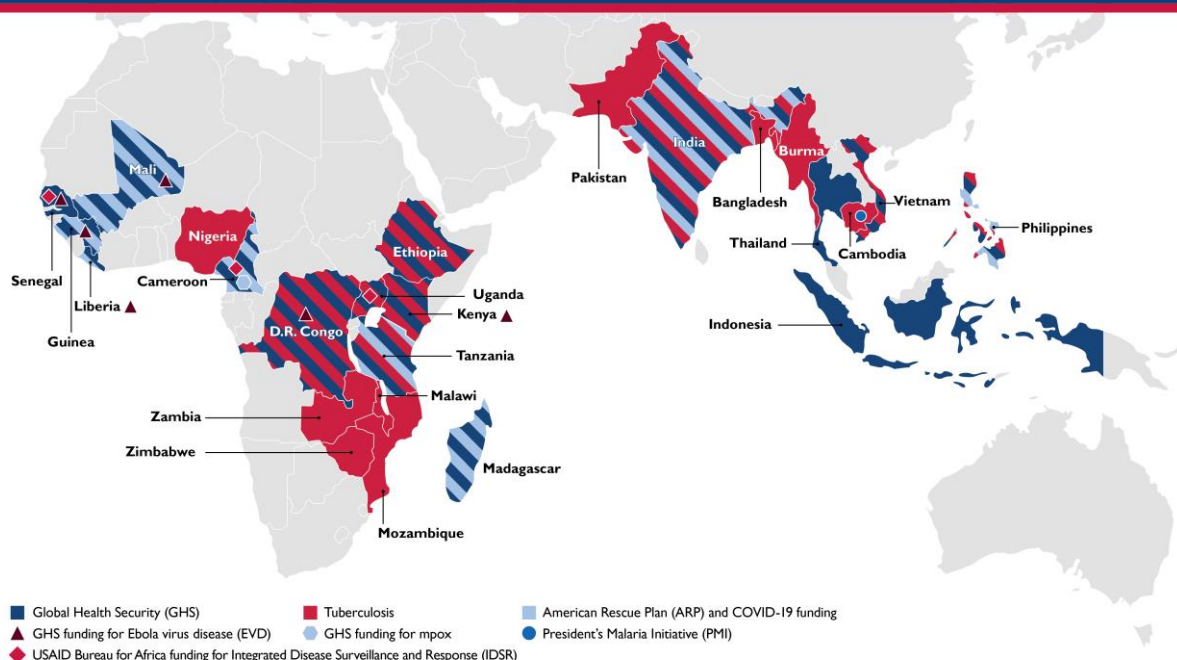 Mali
Senegal
Liberia
Guinea
Nigeria
Cameroon
Ethiopia
Uganda
Kenya
D.R. Congo
Tanzania
Malawi
Zambia
Zimbabwe
Mozambique
Madagascar
Pakistan
India
Bangladesh
Burma
Thailand
Cambodia
Vietnam
Philippines
Indonesia
Global Health Security (GHS)
Tuberculosis
American Rescue Plan (ARP) and COVID-19 funding
GHS funding for Ebola virus disease (EVD)
GHS funding for mpox
President's Malaria Initiative (PMI)
USAID Bureau for Africa funding for Integrated Disease Surveillance and Response (IDSR)